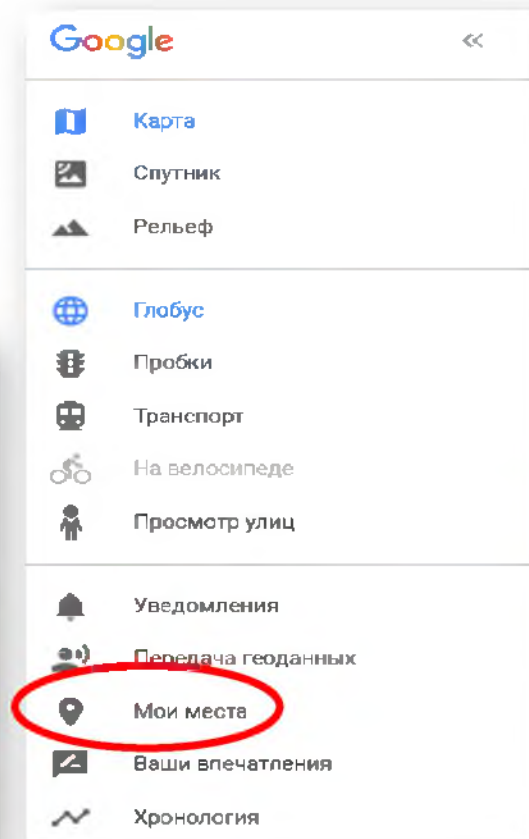 Google
Карта
Спутник
Рельеф
Глобус
Пробки
Транспорт
На велосипеде
Просмотр улиц
Уведомления
Передача геоданных
Мои места
Ваши впечатления
Хронология